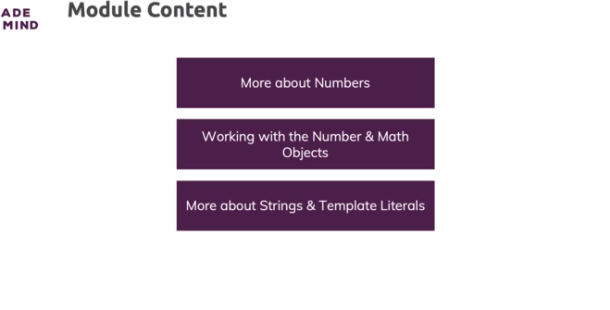 ADE
MIND
Module Content
More about Numbers
Working with the Number & Math
Objects
More about Strings & Template Literals